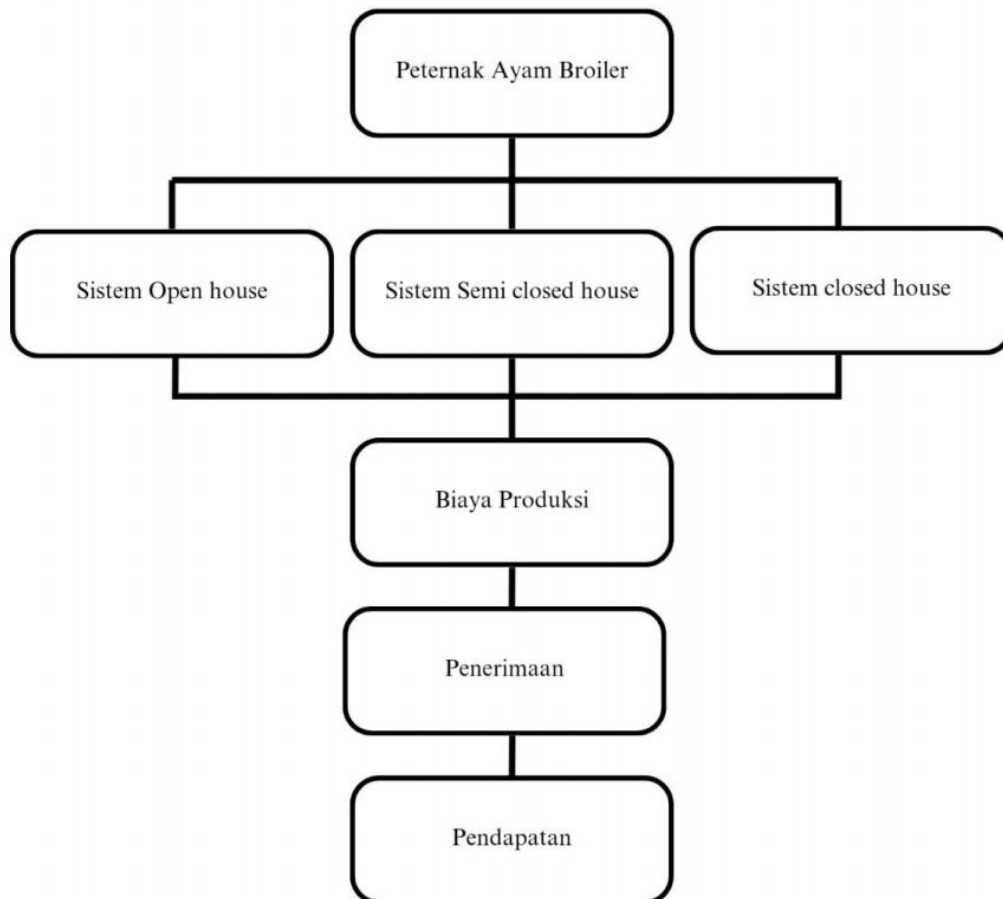 Peternak Ayam Broiler
Sistem Open house
Sistem Semi closed house
Sistem closed house
Biaya Produksi
Penerimaan
Pendapatan